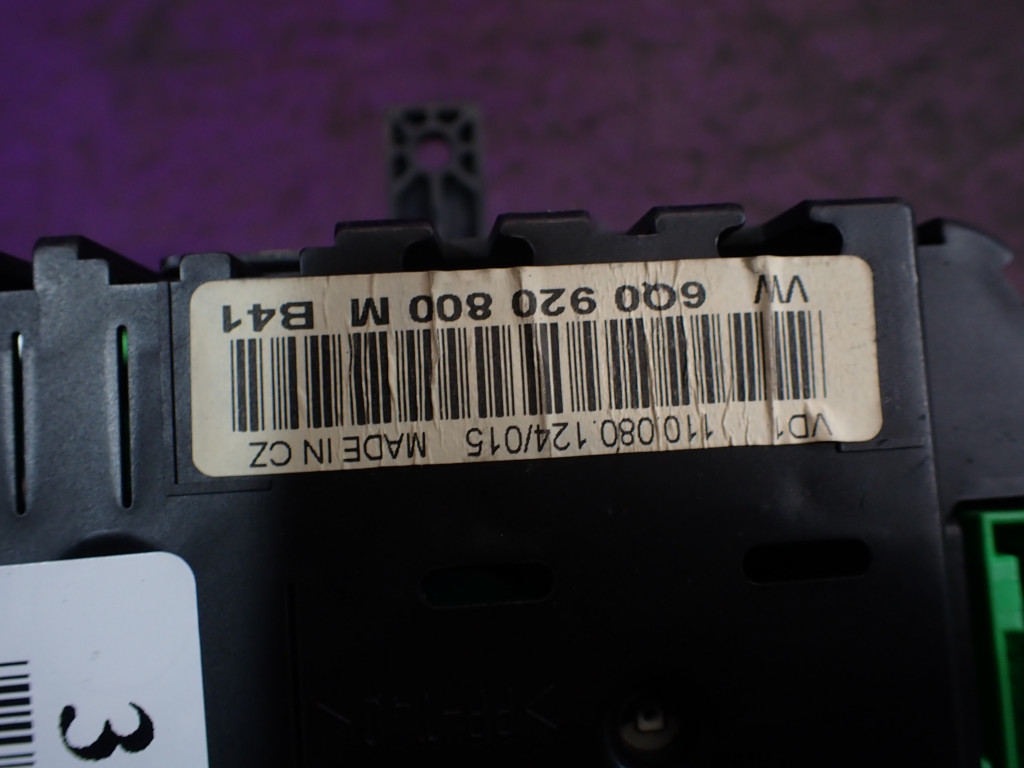 VW 6Q0 920 800 M B41
VD1 110.080.124/015 MADE IN CZ
3